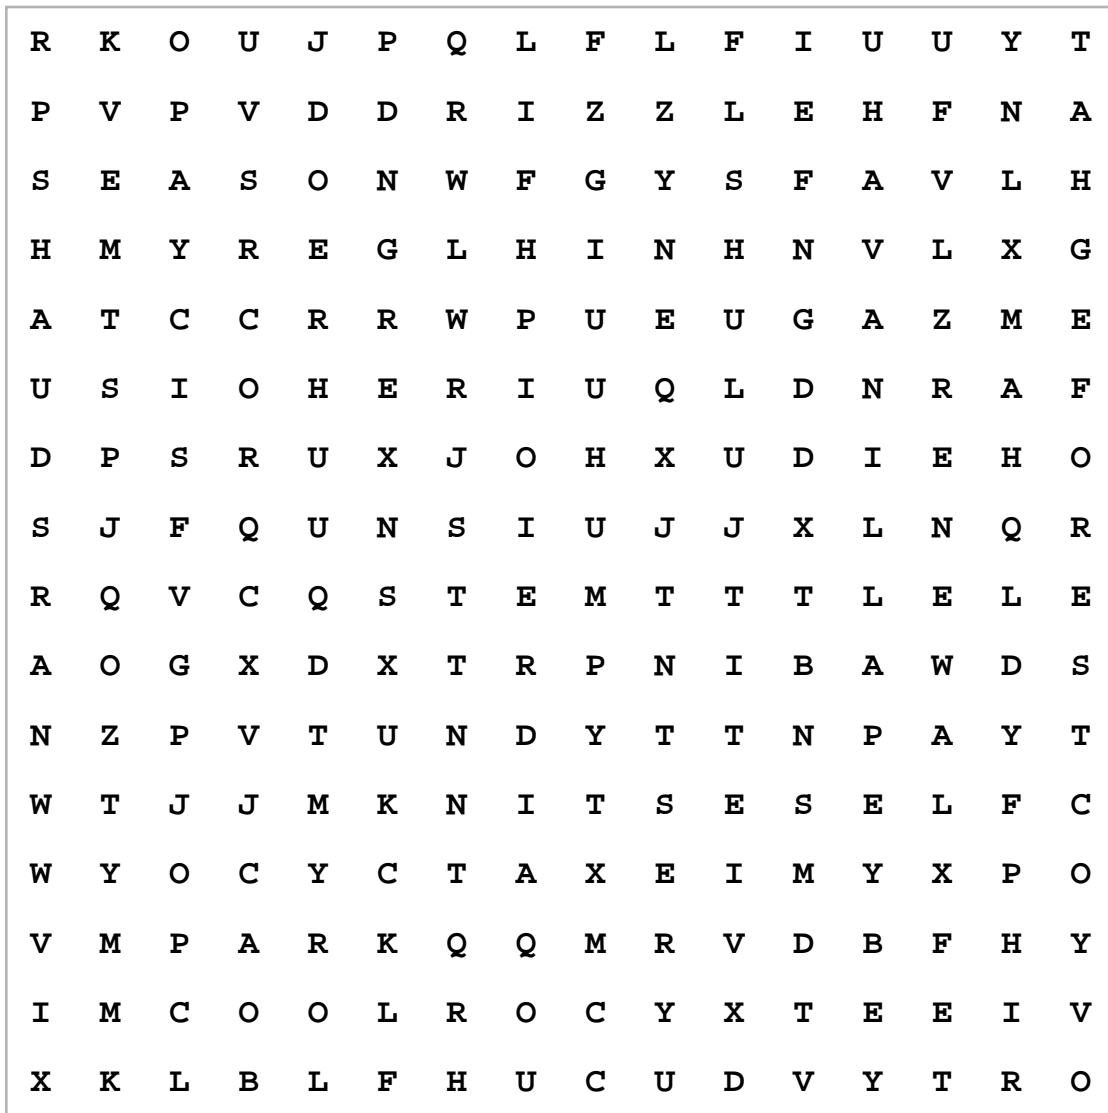 R K O U J P Q L F L F I U U Y T
P V P V D D R I Z Z L E H F N A
S E A S O N W F G Y S F A V L H
H M Y R E G L H I N H N V L X G
A T C C R R W P U E U G A Z M E
U S I O H E R I U Q L D N R A F
D P S R U X J O H X U D I E H O
S J F Q U N S I U J J X L N Q R
R Q V C Q S T E M T T T L E L E
A O G X D X T R P N I B A W D S
N Z P V T U N D Y T T N P A Y T
W T J J M K N I T S E S E L F C
W Y O C Y C T A X E I M Y X P O
V M P A R K Q Q M R V D B F H Y
I M C O O L R O C Y X T E E I V
X K L B L F H U C U D V Y T R O